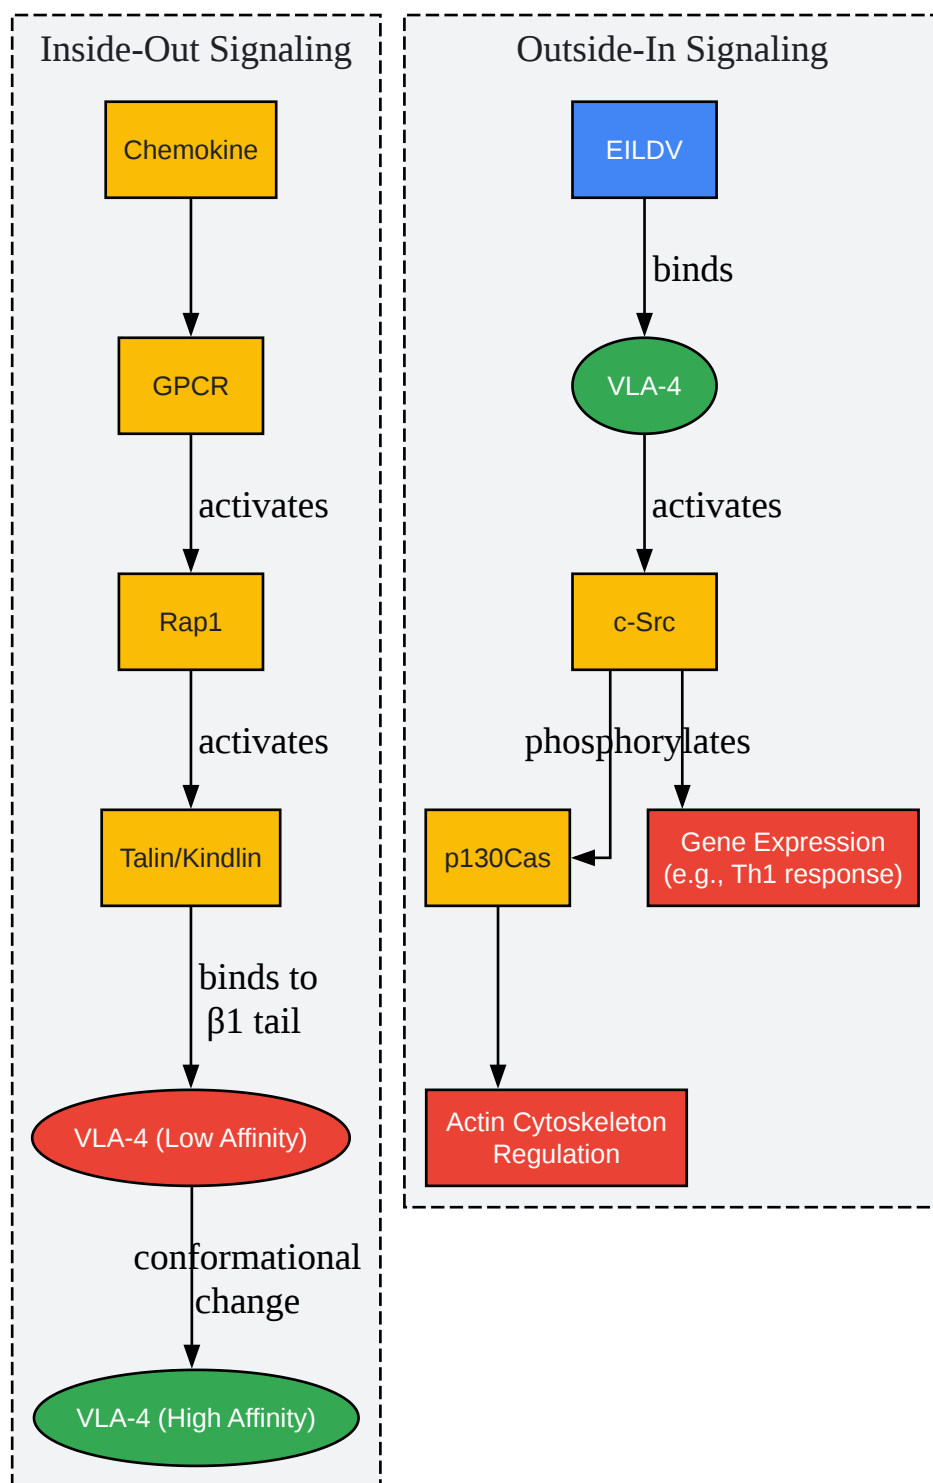 Inside-Out Signaling
Chemokine
GPCR
activates
Rap1
activates
Talin/Kindlin
binds to
β1 tail
VLA-4 (Low Affinity)
conformational
change
VLA-4 (High Affinity)
Outside-In Signaling
EILDV
binds
VLA-4
activates
c-Src
phosphorylates
p130Cas
Gene Expression
(e.g., Th1 response)
Actin Cytoskeleton
Regulation